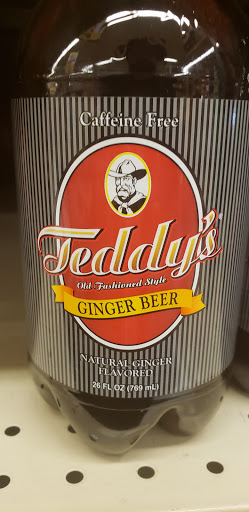 Caffeine Free
Teddy's
Old Fashioned Style
GINGER BEER
NATURAL GINGER
FLAVORED
26 FL OZ (769 mL)